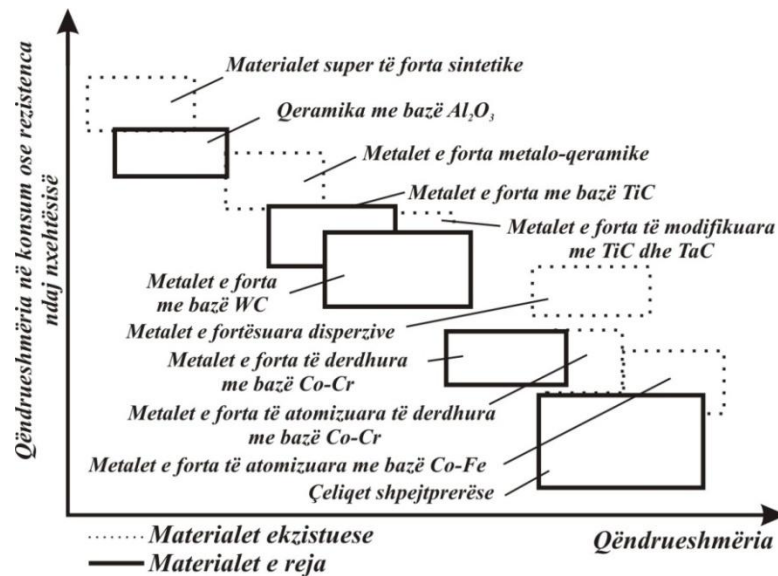 Qëndrueshmëria në konsum ose rezistenca
ndaj nxehtësisë
Materialet super të forta sintetike
Qeramika me bazë Al₂O₃
Metalet e forta metalo-qeramike
Metalet e forta me bazë TiC
Metalet e forta të modifikuara
me TiC dhe TaC
Metalet e forta
me bazë WC
Metalet e fortësuara disperzive
Metalet e forta të derdhura
me bazë Co-Cr
Metalet e forta të atomizuara të derdhura
me bazë Co-Cr
Metalet e forta të atomizuara me bazë Co-Fe
Çeliqet shpejtprerëse
Materialet ekzistuese
Materialet e reja
Qëndrueshmëria